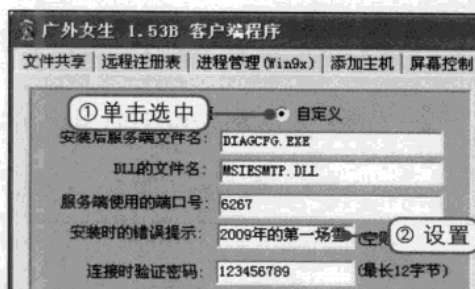 广外女生 1.53B 客户端程序
文件共享 远程注册表 进程管理(Win9x) 添加主机 屏幕控制
①单击选中 自定义
安装后服务端文件名: DIAGCFG.EXE
DLL的文件名: MSIESMTP.DLL
服务端使用的端口号: 6267
安装时的错误提示: 2009年的第一场雪 ②设置
连接时验证密码: 123456789 (最长12字节)